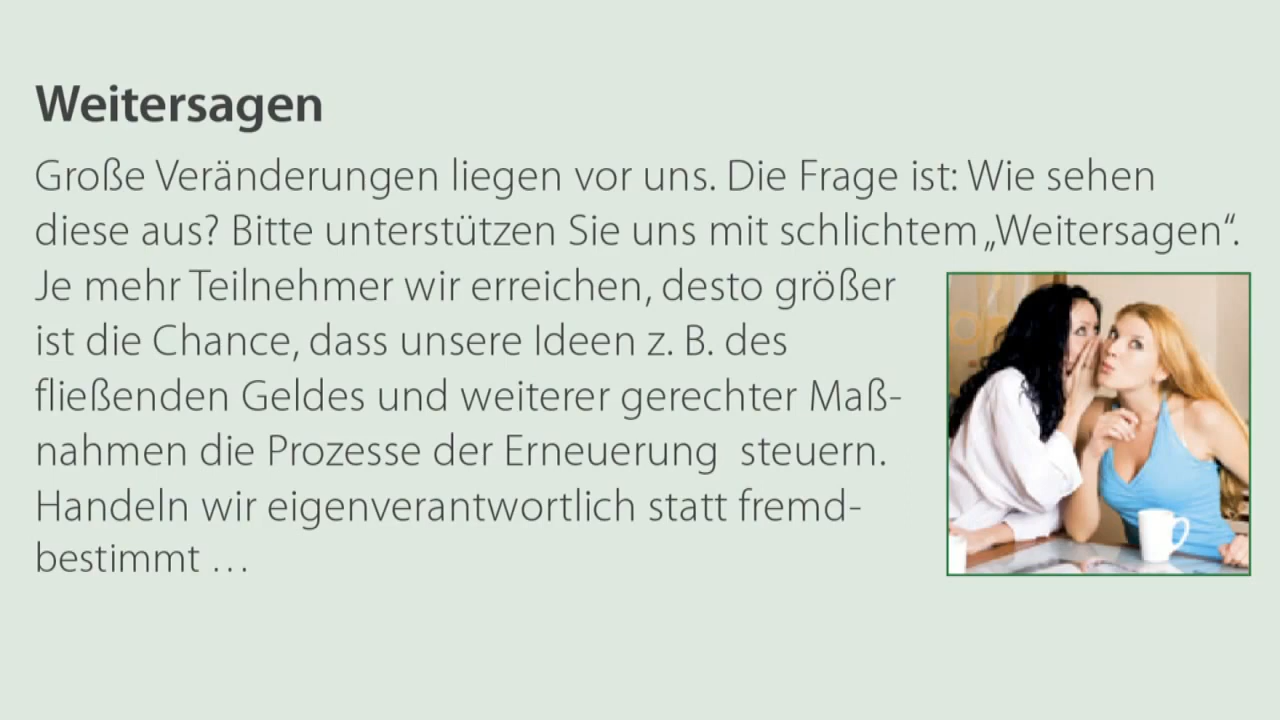 Weitersagen
Große Veränderungen liegen vor uns. Die Frage ist: Wie sehen
diese aus? Bitte unterstützen Sie uns mit schlichtem „Weitersagen“.
Je mehr Teilnehmer wir erreichen, desto größer
ist die Chance, dass unsere Ideen z. B. des
fließenden Geldes und weiterer gerechter Maß-
nahmen die Prozesse der Erneuerung  steuern.
Handeln wir eigenverantwortlich statt fremd-
bestimmt …